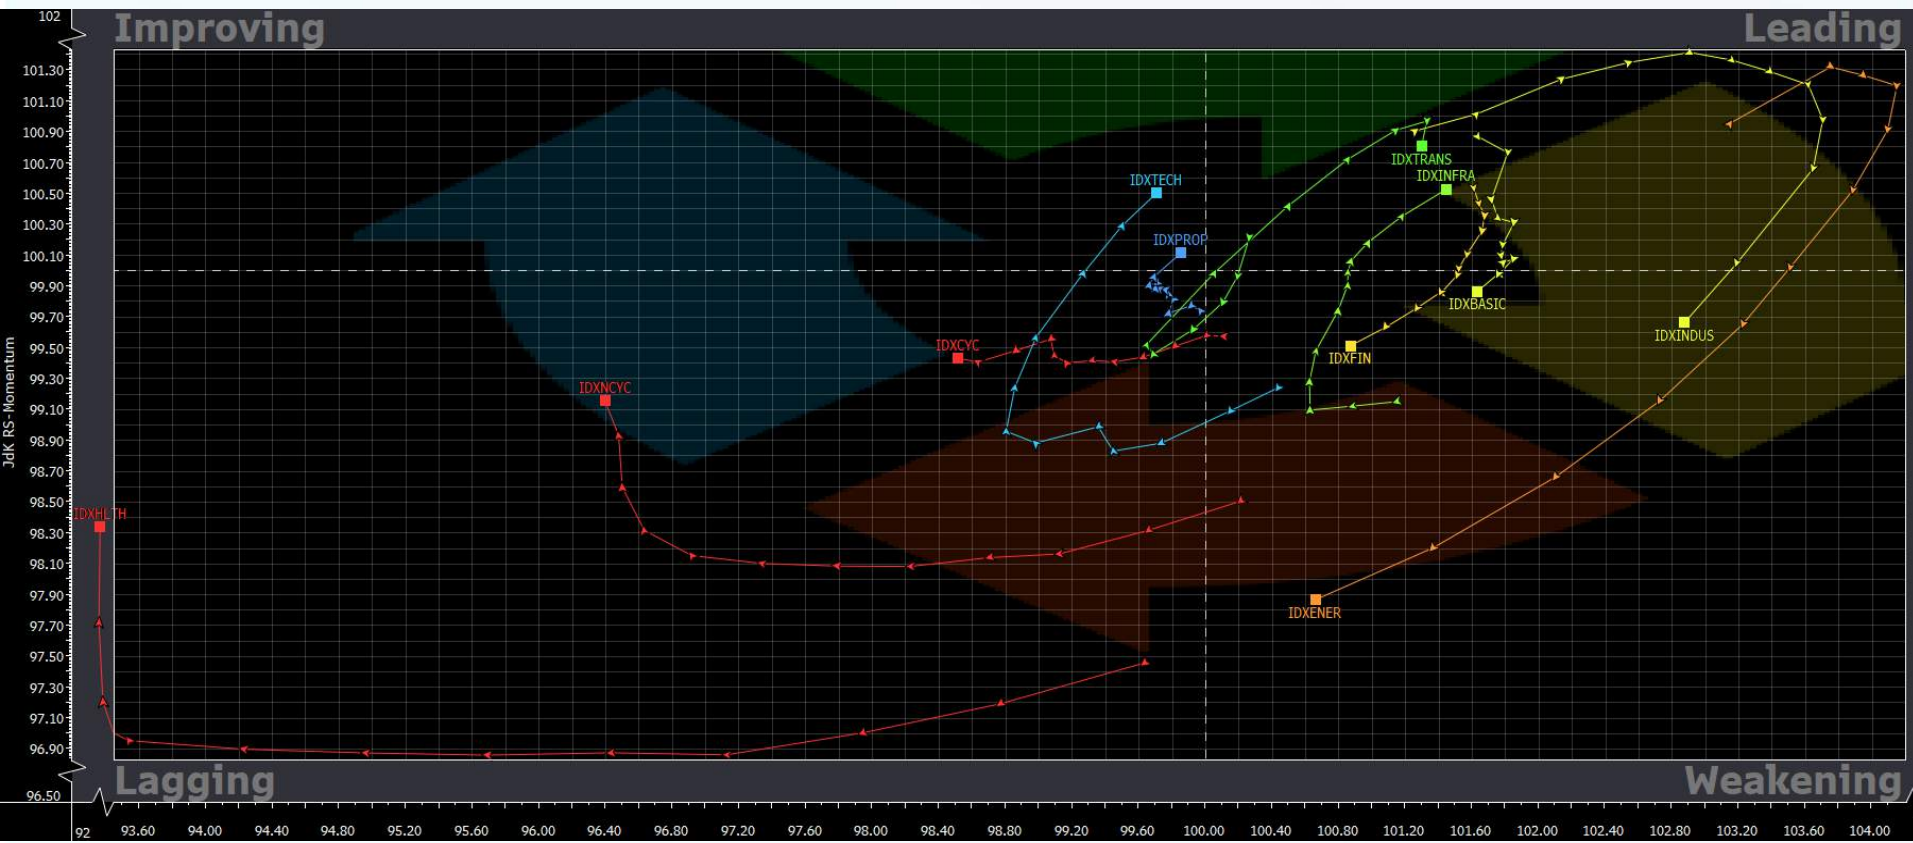 102
Improving
Leading
101.30
101.10
100.90
100.70
100.50
100.30
100.10
99.90
99.70
99.50
99.30
99.10
98.90
98.70
98.50
98.30
98.10
97.90
97.70
97.50
97.30
97.10
96.90
96.50
JdK RS-Momentum
IDXTRANS
IDXINFRA
IDXTECH
IDXPROP
IDXBASIC
IDXINDUS
IDXCYC
IDXFIN
IDXNCYC
IDXHLTH
IDXENER
Lagging
Weakening
92 93.60 94.00 94.40 94.80 95.20 95.60 96.00 96.40 96.80 97.20 97.60 98.00 98.40 98.80 99.20 99.60 100.00 100.40 100.80 101.20 101.60 102.00 102.40 102.80 103.20 103.60 104.00